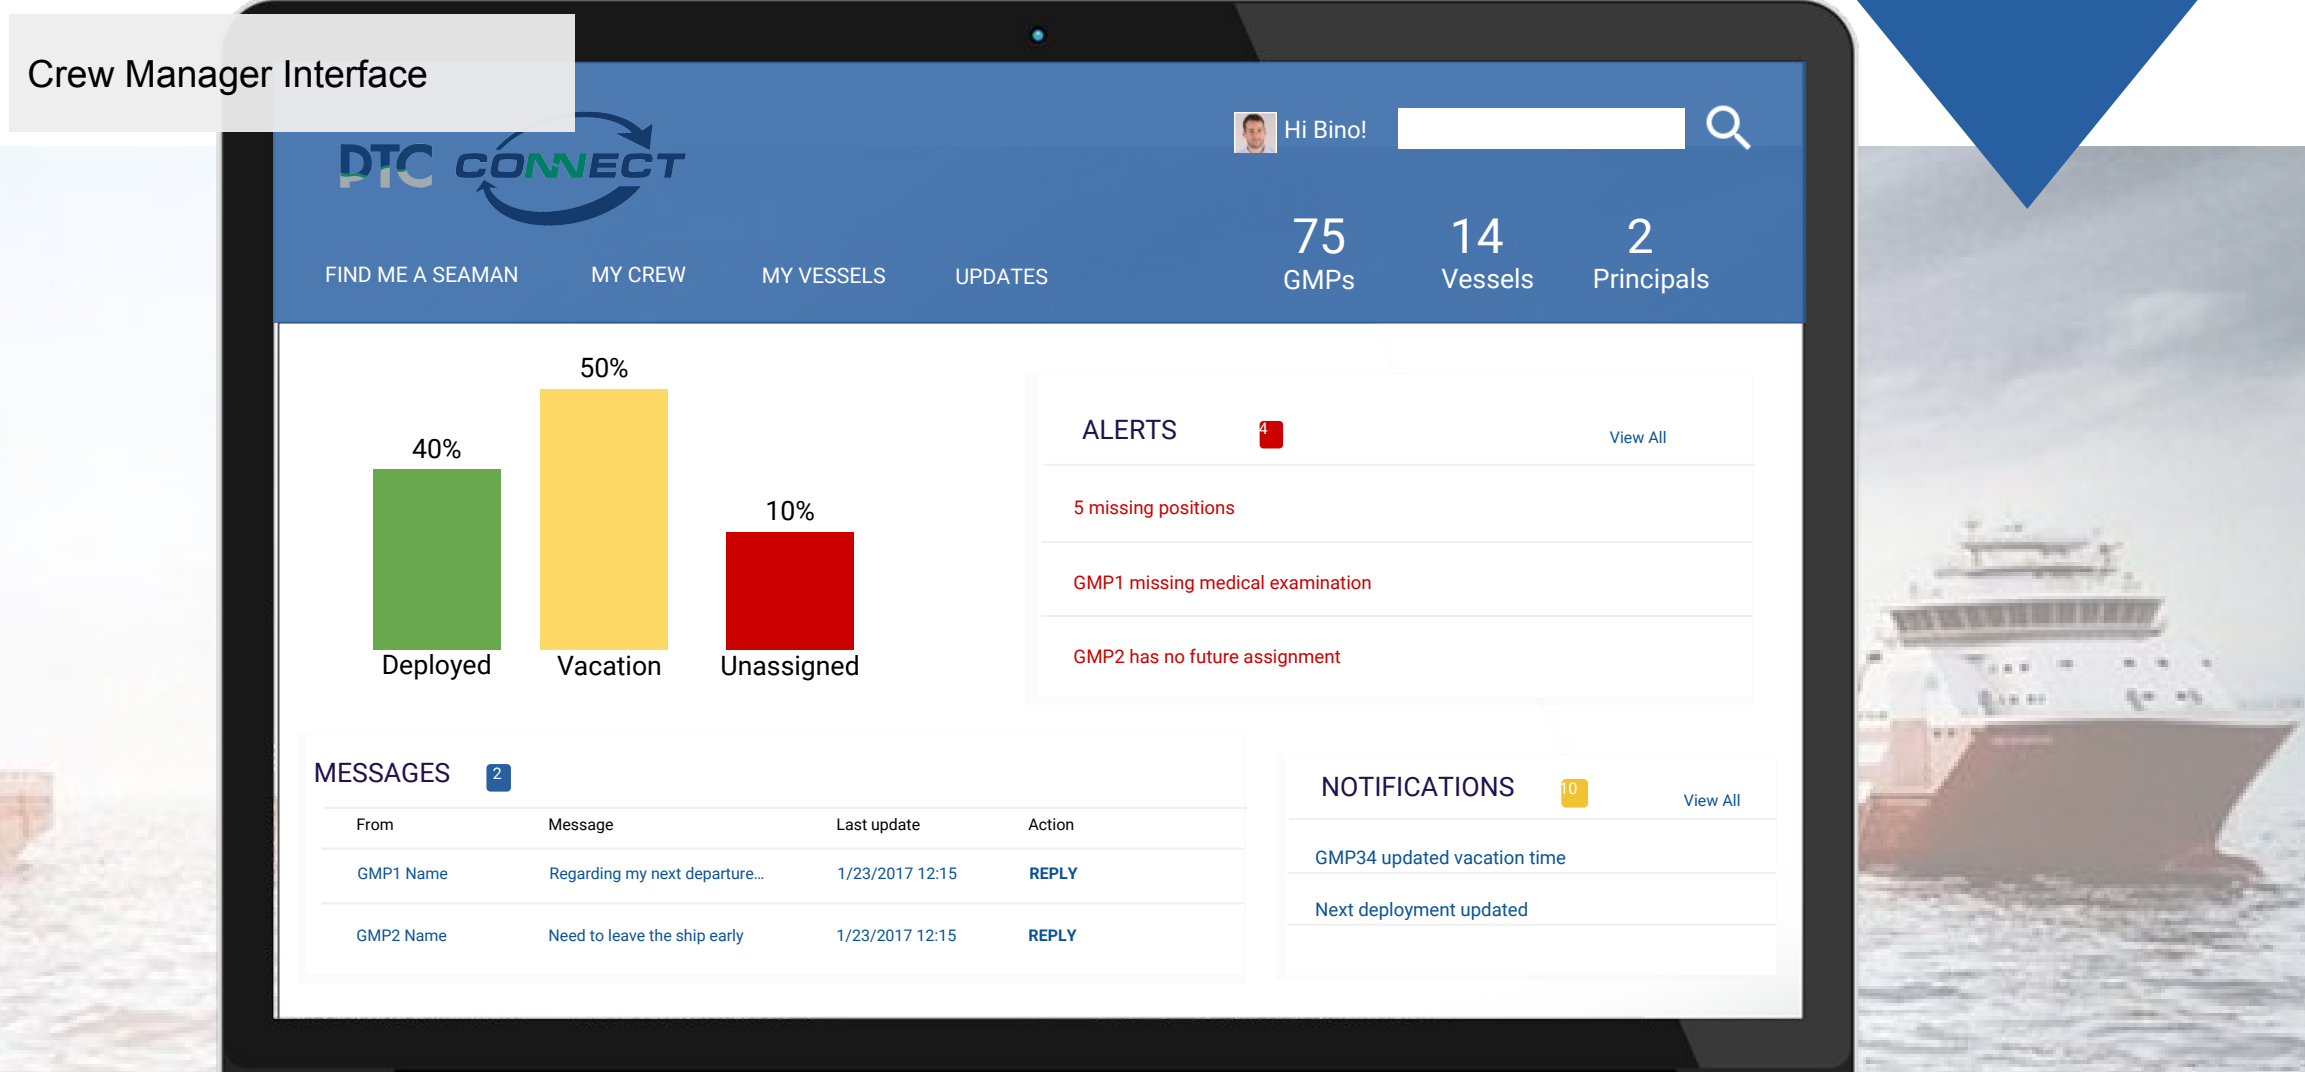 Crew Manager Interface
PTC CONNECT
Hi Bino!
75
GMPs
14
Vessels
2
Principals
FIND ME A SEAMAN
MY CREW
MY VESSELS
UPDATES
50%
40%
10%
Deployed
Vacation
Unassigned
ALERTS
4
View All
5 missing positions
GMP1 missing medical examination
GMP2 has no future assignment
MESSAGES
2
From Message Last update Action
GMP1 Name Regarding my next departure... 1/23/2017 12:15 REPLY
GMP2 Name Need to leave the ship early 1/23/2017 12:15 REPLY
NOTIFICATIONS
10
View All
GMP34 updated vacation time
Next deployment updated